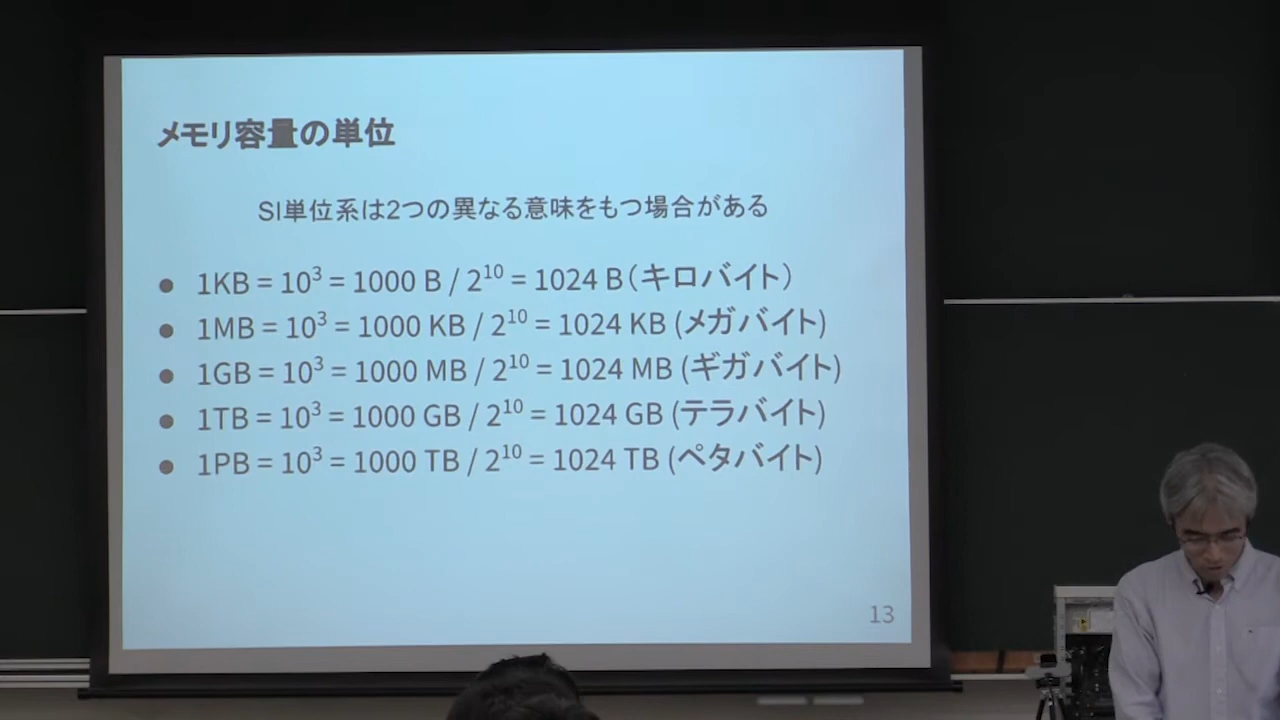 メモリ容量の単位
SI単位系は2つの異なる意味をもつ場合がある
● 1KB = 10³ = 1000 B / 2¹⁰ = 1024 B（キロバイト）
● 1MB = 10³ = 1000 KB / 2¹⁰ = 1024 KB (メガバイト)
● 1GB = 10³ = 1000 MB / 2¹⁰ = 1024 MB (ギガバイト)
● 1TB = 10³ = 1000 GB / 2¹⁰ = 1024 GB (テラバイト)
● 1PB = 10³ = 1000 TB / 2¹⁰ = 1024 TB (ペタバイト)
13